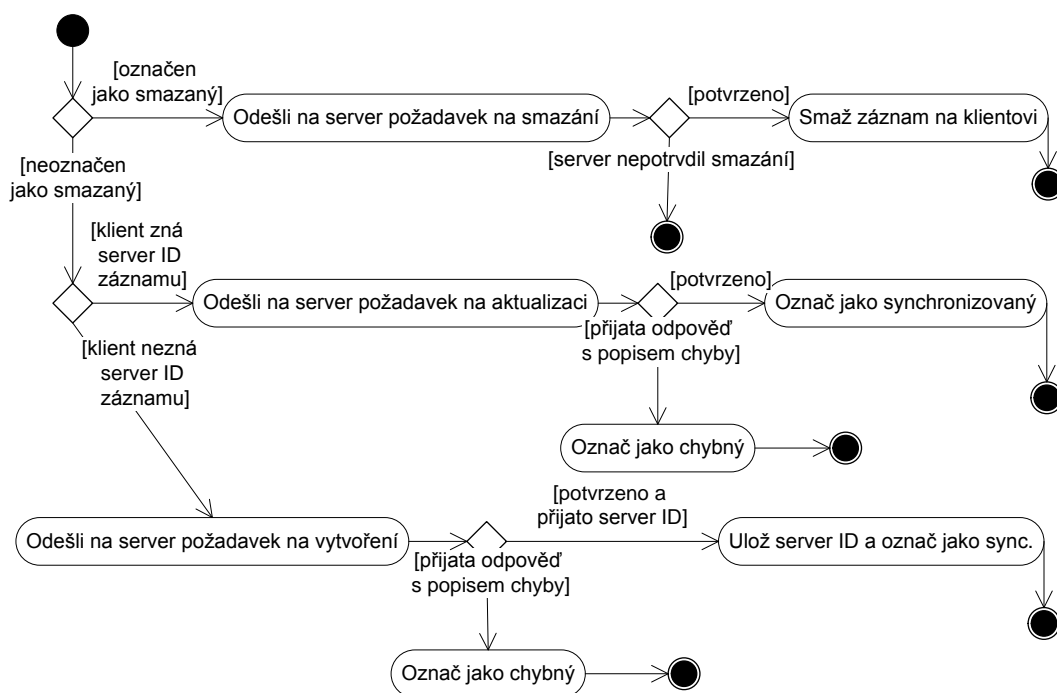 [označen
jako smazaný]
Odešli na server požadavek na smazání
[potvrzeno]
Smaž záznam na klientovi
[neoznačen
jako smazaný]
[server nepotrvdil smazání]
[klient zná
server ID
záznamu]
Odešli na server požadavek na aktualizaci
[potvrzeno]
Označ jako synchronizovaný
[přijata odpověď
s popisem chyby]
[klient nezná
server ID
záznamu]
Označ jako chybný
[potvrzeno a
přijato server ID]
Odešli na server požadavek na vytvoření
Ulož server ID a označ jako sync.
[přijata odpověď
s popisem chyby]
Označ jako chybný